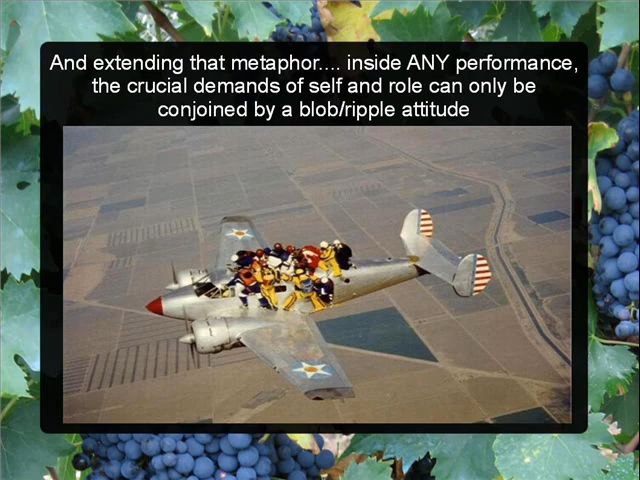 And extending that metaphor.... inside ANY performance,
the crucial demands of self and role can only be
conjoined by a blob/ripple attitude